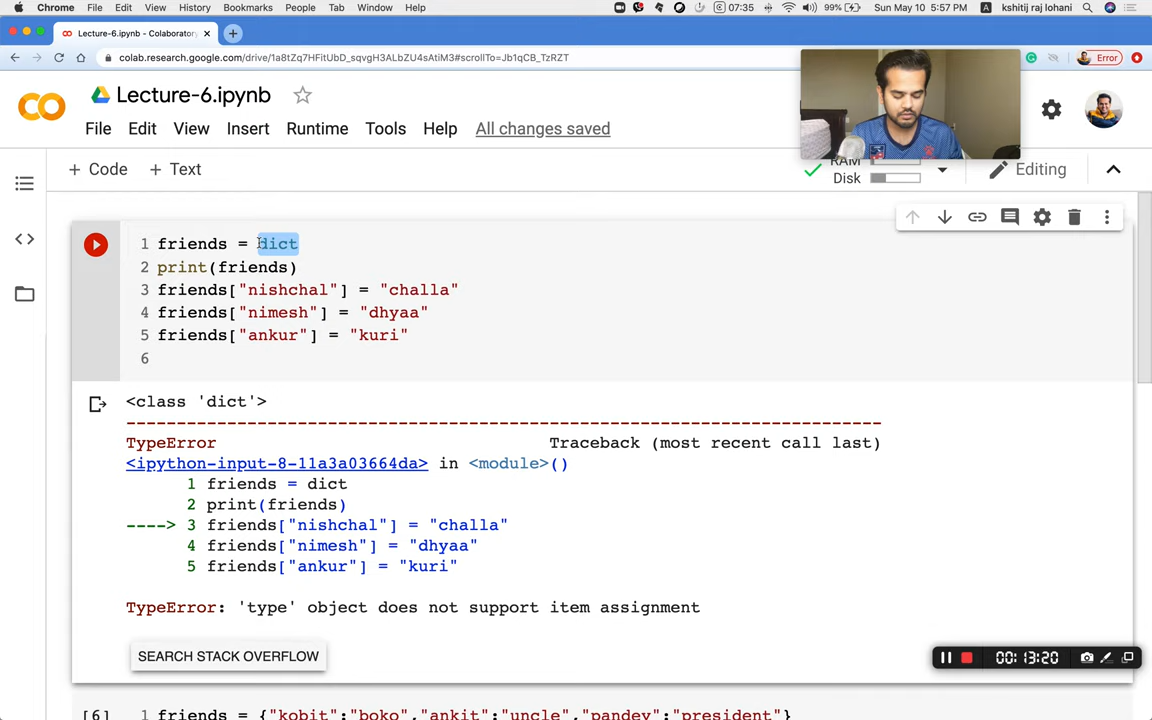 Chrome File Edit View History Bookmarks People Tab Window Help 07:35 99% Sun May 10 5:57 PM A kshitij raj lohani
Lecture-6.ipynb - Colaborator
colab.research.google.com/drive/1a8tZq7HFitUbD_sqvgH3ALbZU4sAtiM3#scrollTo=Jb1qCB_TzRZT Error
Lecture-6.ipynb
File Edit View Insert Runtime Tools Help All changes saved
+ Code + Text RAM Disk Editing
1 friends = dict
2 print(friends)
3 friends["nishchal"] = "challa"
4 friends["nimesh"] = "dhyaa"
5 friends["ankur"] = "kuri"
6
<class 'dict'>
---------------------------------------------------------------------------
TypeError Traceback (most recent call last)
<ipython-input-8-11a3a03664da> in <module>()
1 friends = dict
2 print(friends)
----> 3 friends["nishchal"] = "challa"
4 friends["nimesh"] = "dhyaa"
5 friends["ankur"] = "kuri"
TypeError: 'type' object does not support item assignment
SEARCH STACK OVERFLOW
00:13:20
[6] 1 friends = {"kobit":"boko","ankit":"uncle","pandey":"president"}